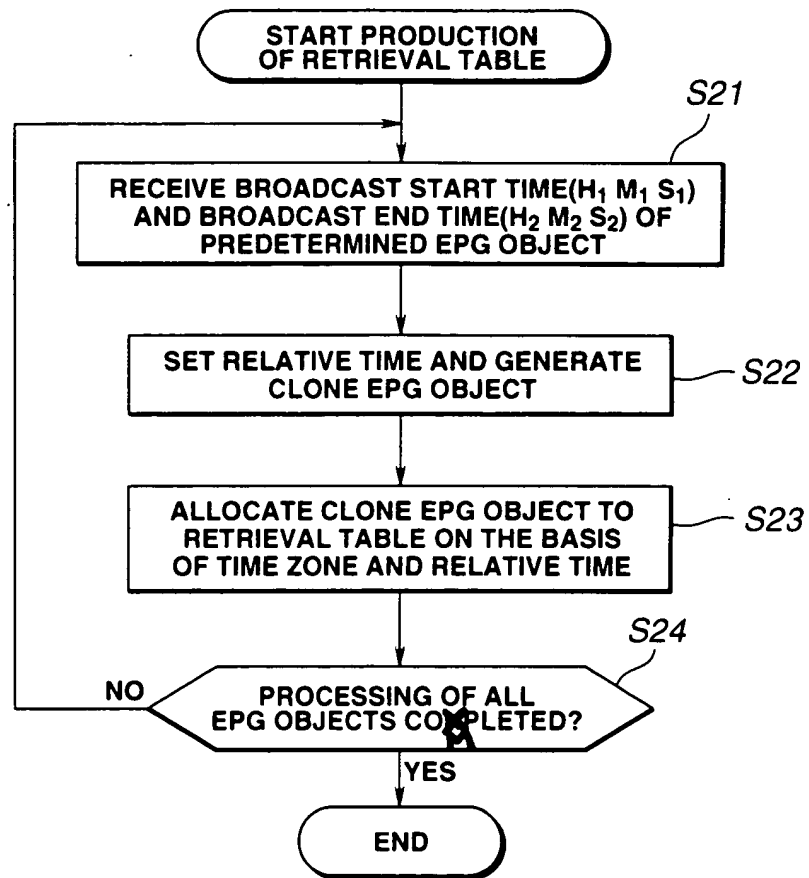 START PRODUCTION
OF RETRIEVAL TABLE
S21
RECEIVE BROADCAST START TIME(H₁ M₁ S₁)
AND BROADCAST END TIME(H₂ M₂ S₂) OF
PREDETERMINED EPG OBJECT
SET RELATIVE TIME AND GENERATE
CLONE EPG OBJECT
S22
ALLOCATE CLONE EPG OBJECT TO
RETRIEVAL TABLE ON THE BASIS
OF TIME ZONE AND RELATIVE TIME
S23
S24
NO
PROCESSING OF ALL
EPG OBJECTS COMPLETED?
YES
END